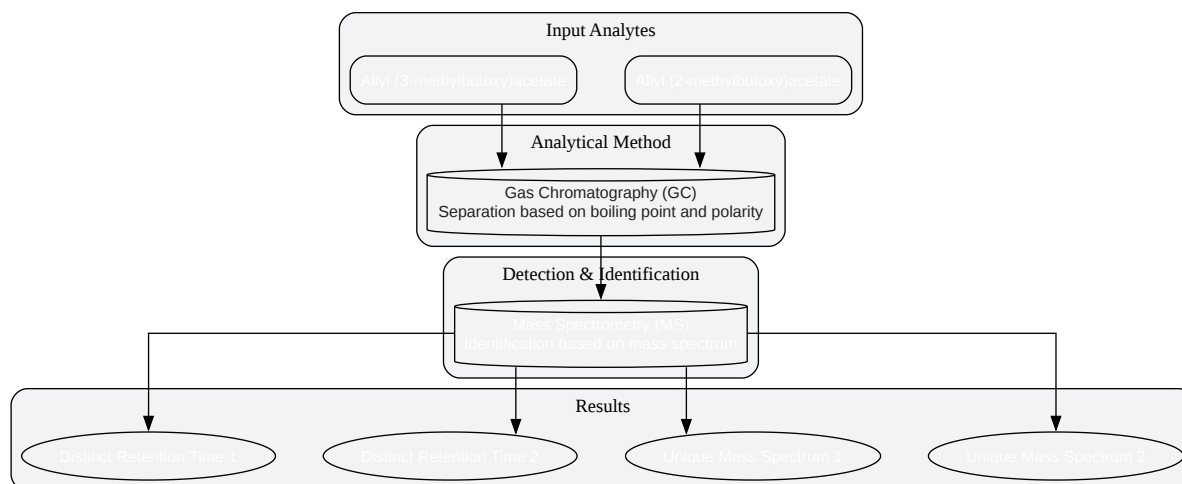 Input Analytes
Allyl (3-methylbutoxy)acetate
Allyl (2-methylbutoxy)acetate
Analytical Method
Gas Chromatography (GC)
Separation based on boiling point and polarity
Detection & Identification
Mass Spectrometry (MS)
Identification based on mass spectrum
Results
Distinct Retention Time 1
Distinct Retention Time 2
Unique Mass Spectrum 1
Unique Mass Spectrum 2